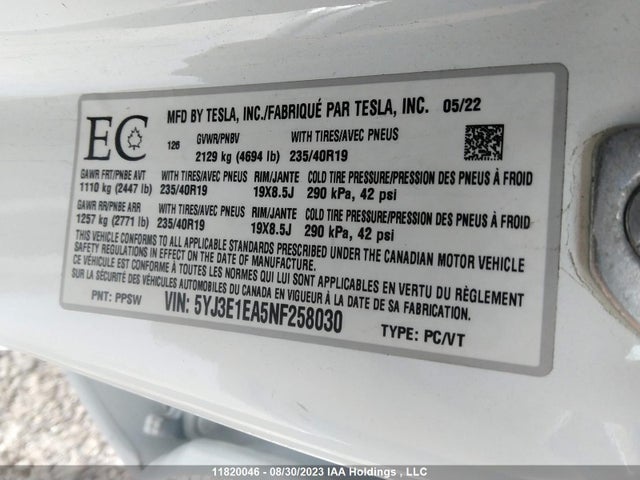 MFD BY TESLA, INC./FABRIQUÉ PAR TESLA, INC. 05/22
EC
126 GVWR/PNBV WITH TIRES/AVEC PNEUS
2129 kg (4694 lb) 235/40R19
GAWR FRT/PNBE AVT WITH TIRES/AVEC PNEUS RIM/JANTE COLD TIRE PRESSURE/PRESSION DES PNEUS À FROID
1110 kg (2447 lb) 235/40R19 19X8.5J 290 kPa, 42 psi
GAWR RR/PNBE ARR WITH TIRES/AVEC PNEUS RIM/JANTE COLD TIRE PRESSURE/PRESSION DES PNEUS À FROID
1257 kg (2771 lb) 235/40R19 19X8.5J 290 kPa, 42 psi
THIS VEHICLE CONFORMS TO ALL APPLICABLE STANDARDS PRESCRIBED UNDER THE CANADIAN MOTOR VEHICLE
SAFETY REGULATIONS IN EFFECT ON THE DATE OF MANUFACTURE.
CE VÉHICULE EST CONFORME À TOUTES LES NORMES QUI LUI SONT APPLICABLES EN VERTU DU RÈGLEMENT
SUR LA SÉCURITÉ DES VÉHICULES AUTOMOBILES DU CANADA EN VIGUEUR À LA DATE DE SA FABRICATION.
PNT: PPSW VIN: 5YJ3E1EA5NF258030 TYPE: PC/VT
11820046 - 08/30/2023 IAA Holdings , LLC